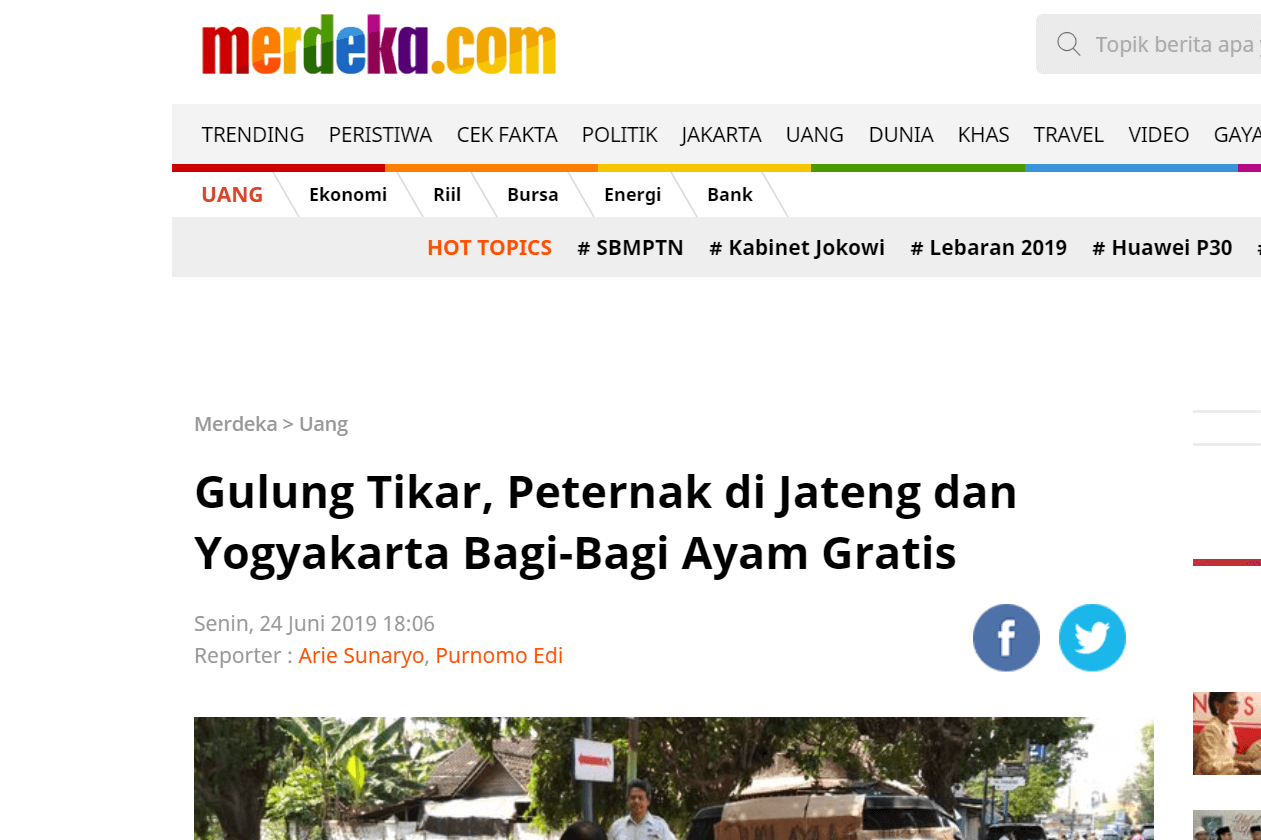 merdeka.com
Topik berita apa
TRENDING PERISTIWA CEK FAKTA POLITIK JAKARTA UANG DUNIA KHAS TRAVEL VIDEO GAYA
UANG Ekonomi Riil Bursa Energi Bank
HOT TOPICS # SBMPTN # Kabinet Jokowi # Lebaran 2019 # Huawei P30 #
Merdeka > Uang
Gulung Tikar, Peternak di Jateng dan
Yogyakarta Bagi-Bagi Ayam Gratis
Senin, 24 Juni 2019 18:06
Reporter : Arie Sunaryo, Purnomo Edi